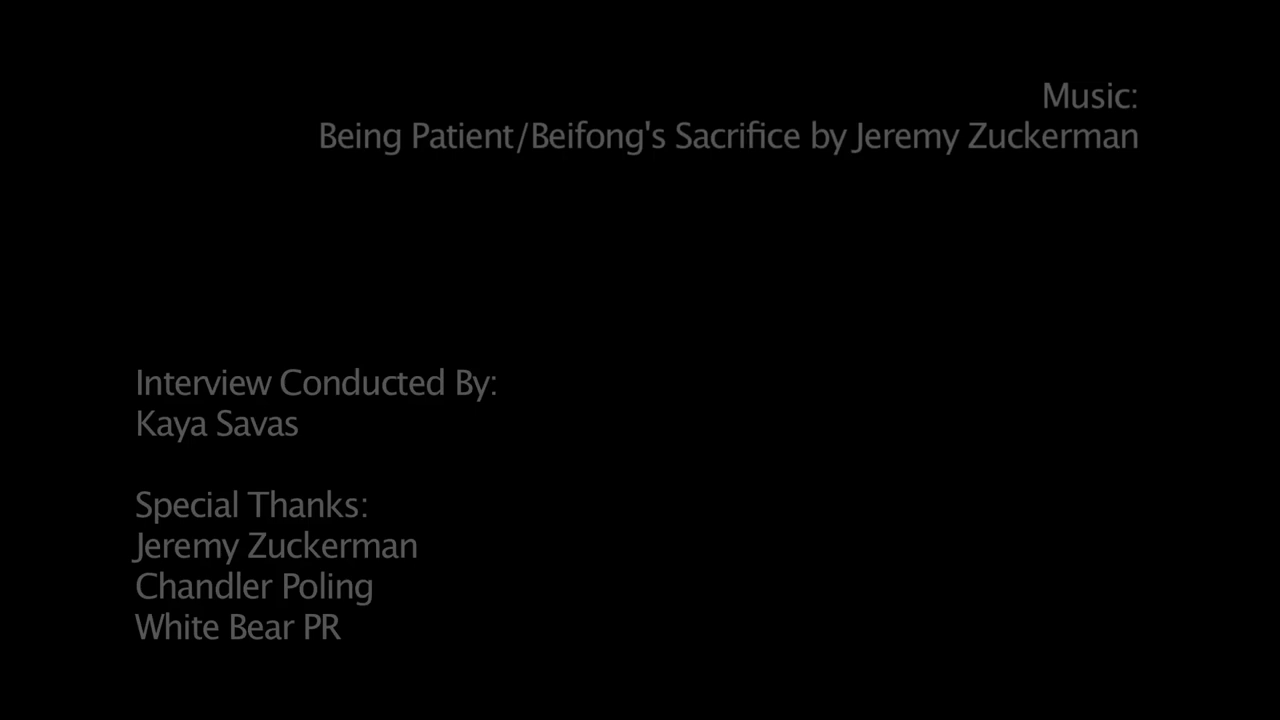 Music:
Being Patient/Beifong's Sacrifice by Jeremy Zuckerman
Interview Conducted By:
Kaya Savas
Special Thanks:
Jeremy Zuckerman
Chandler Poling
White Bear PR